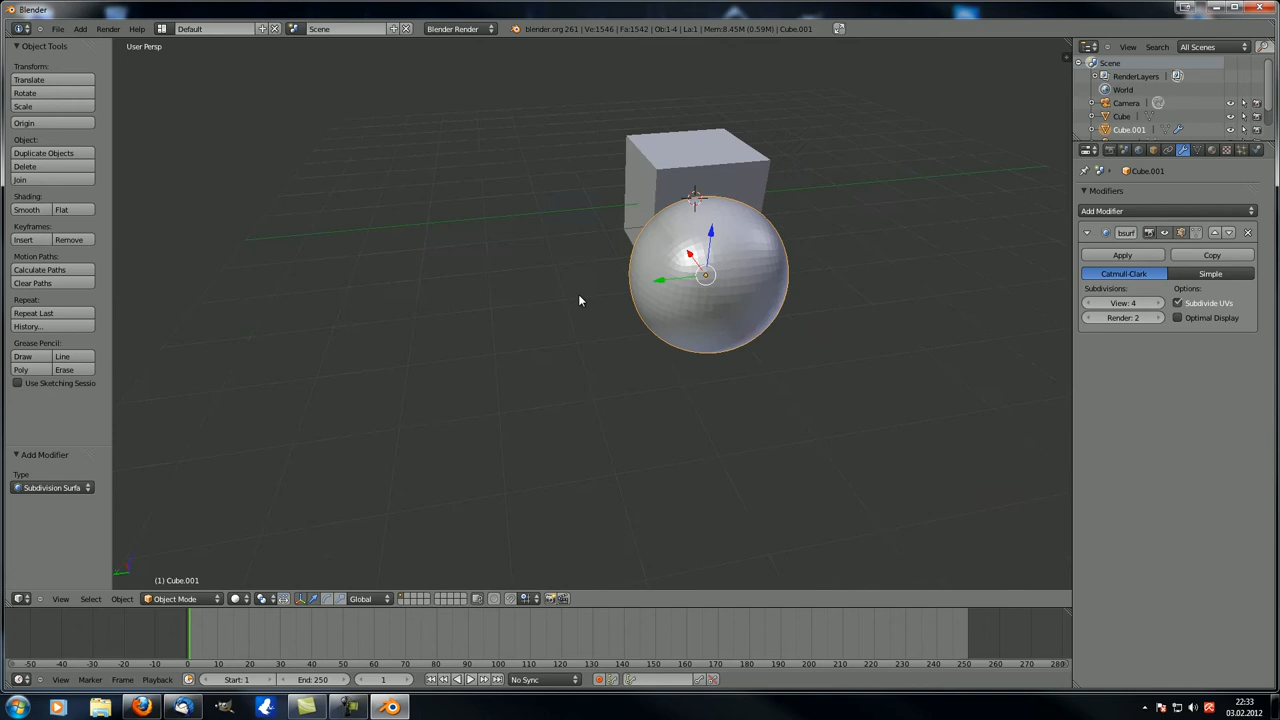 Blender
File Add Render Help
Default
Scene
Blender Render
blender.org 261 | Ve:1546 | Fa:1542 | Ob:1-4 | La:1 | Mem:8.45M (0.59M) | Cube.001
Object Tools
Transform:
Translate
Rotate
Scale
Origin
Object:
Duplicate Objects
Delete
Join
Shading:
Smooth Flat
Keyframes:
Insert Remove
Motion Paths:
Calculate Paths
Clear Paths
Repeat:
Repeat Last
History...
Grease Pencil:
Draw Line
Poly Erase
Use Sketching Sessio
Add Modifier
Type
Subdivision Surfa
User Persp
(1) Cube.001
View Search All Scenes
Scene
RenderLayers
World
Camera
Cube
Cube.001
Cube.001
Modifiers
Add Modifier
bsurf
Apply Copy
Catmull-Clark Simple
Subdivisions: Options:
View: 4 Subdivide UVs
Render: 2 Optimal Display
View Select Object Object Mode Global
-50 -40 -30 -20 -10 0 10 20 30 40 50 60 70 80 90 100 110 120 130 140 150 160 170 180 190 200 210 220 230 240 250 260 270 280
View Marker Frame Playback Start: 1 End: 250 1 No Sync
22:33
03.02.2012